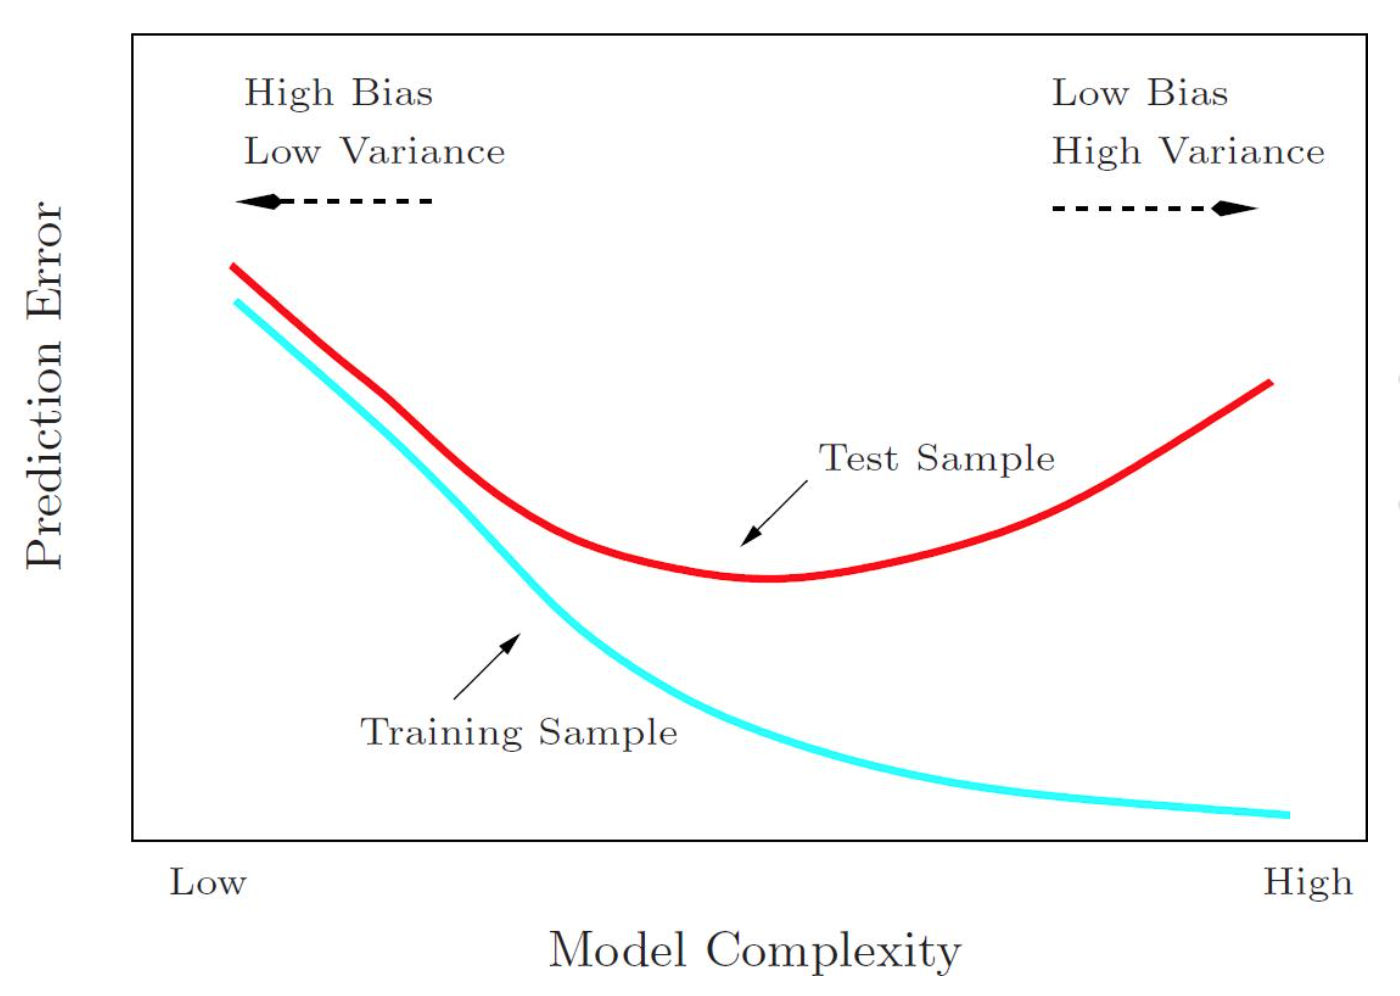 High Bias
Low Variance
Low Bias
High Variance
Prediction Error
Test Sample
Training Sample
Low
High
Model Complexity